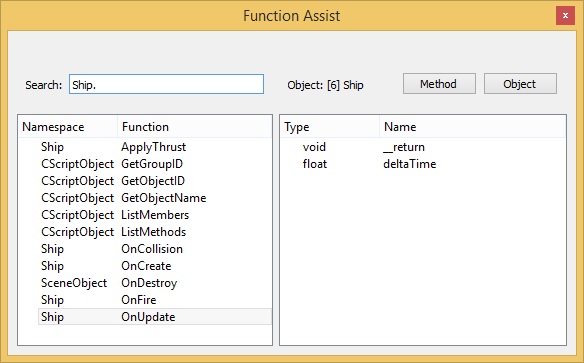 Function Assist
x
Search: Ship. Object: [6] Ship Method Object
Namespace Function
Ship ApplyThrust
CScriptObject GetGroupID
CScriptObject GetObjectID
CScriptObject GetObjectName
CScriptObject ListMembers
CScriptObject ListMethods
Ship OnCollision
Ship OnCreate
SceneObject OnDestroy
Ship OnFire
Ship OnUpdate
Type Name
void __return
float deltaTime